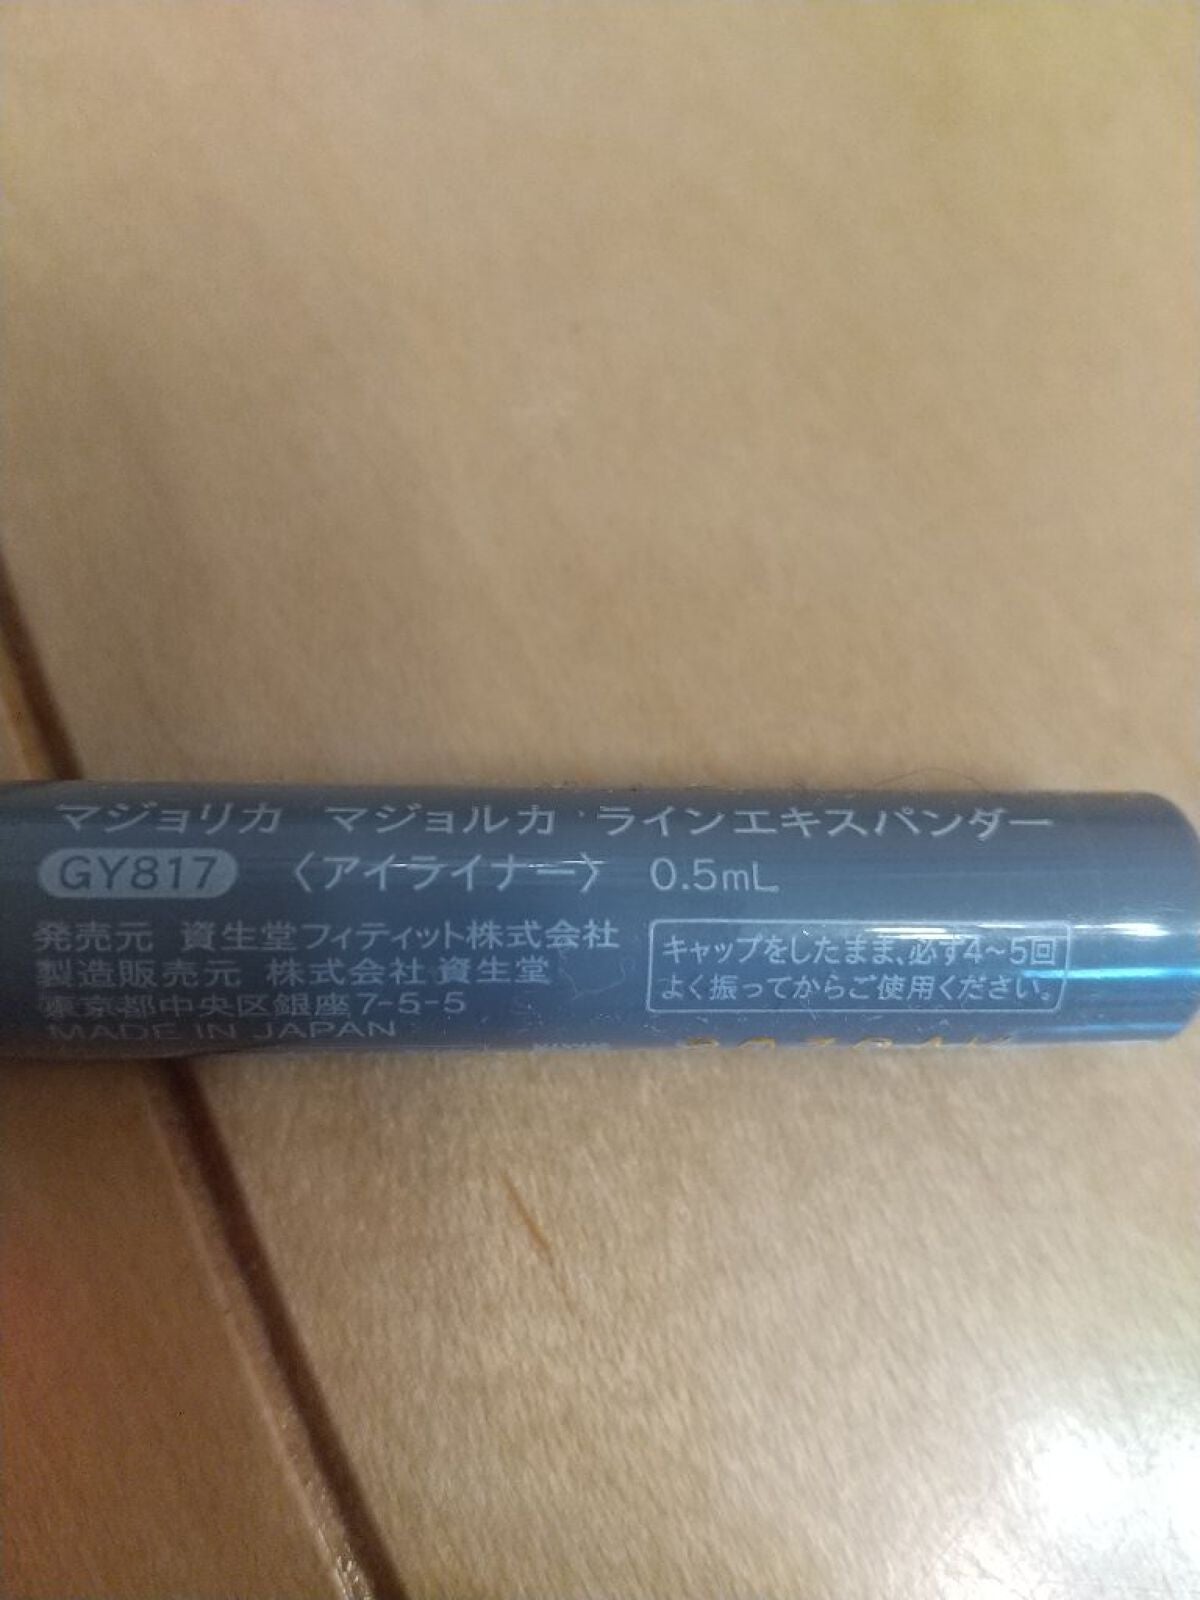 マジョリカ マジョルカ ラインエキスパンダー
GY817 〈アイライナー〉 0.5mL
発売元 資生堂フィティット株式会社
製造販売元 株式会社 資生堂
東京都中央区銀座7-5-5
MADE IN JAPAN
キャップをしたまま、必ず4~5回
よく振ってからご使用ください。